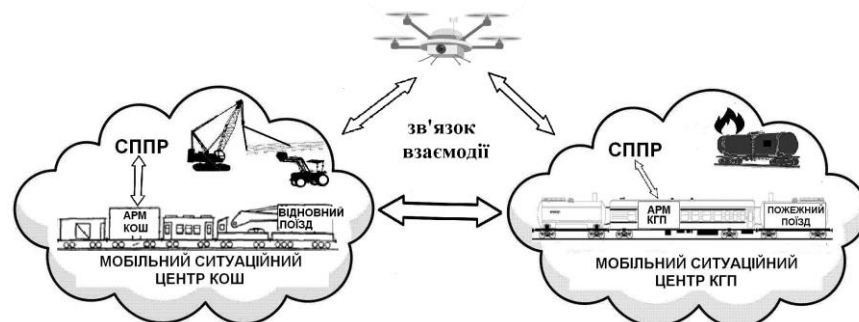 зв'язок
взаємодії
СППР
АРМ
КОШ
ВІДНОВНИЙ
ПОЇЗД
МОБІЛЬНИЙ СИТУАЦІЙНИЙ
ЦЕНТР КОШ
СППР
АРМ
КГП
ПОЖЕЖНИЙ
ПОЇЗД
МОБІЛЬНИЙ СИТУАЦІЙНИЙ
ЦЕНТР КГП